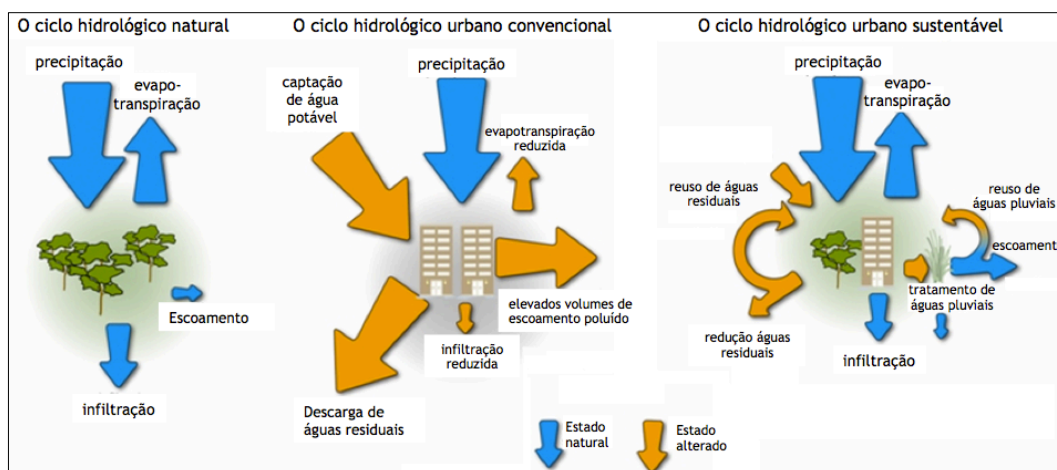 O ciclo hidrológico natural
precipitação
evapo-
transpiração
Escoamento
infiltração
O ciclo hidrológico urbano convencional
captação
de água
potável
precipitação
evapotranspiração
reduzida
elevados volumes de
escoamento poluído
infiltração
reduzida
Descarga de
águas residuais
O ciclo hidrológico urbano sustentável
precipitação
evapo-
transpiração
reuso de águas
residuais
reuso de
águas pluviais
escoament
tratamento de
águas pluviais
redução águas
residuais
infiltração
Estado
natural
Estado
alterado